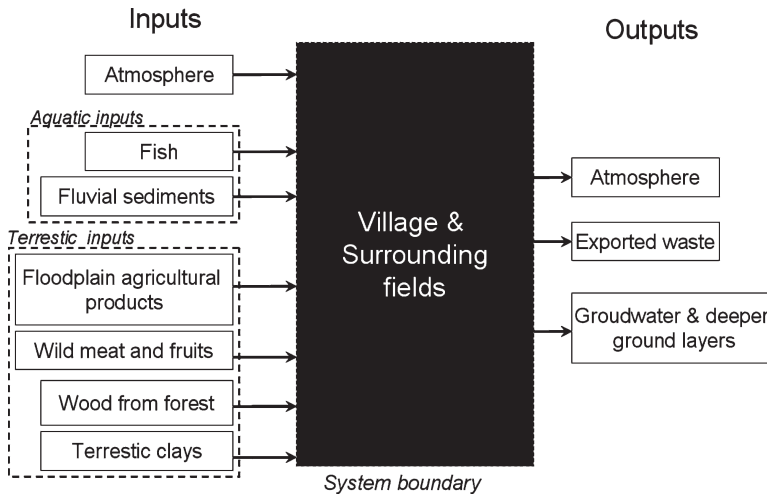 Inputs
Outputs
Atmosphere
Aquatic inputs
Fish
Fluvial sediments
Terrestic inputs
Floodplain agricultural
products
Wild meat and fruits
Wood from forest
Terrestic clays
Village &
Surrounding
fields
System boundary
Atmosphere
Exported waste
Groudwater & deeper
ground layers